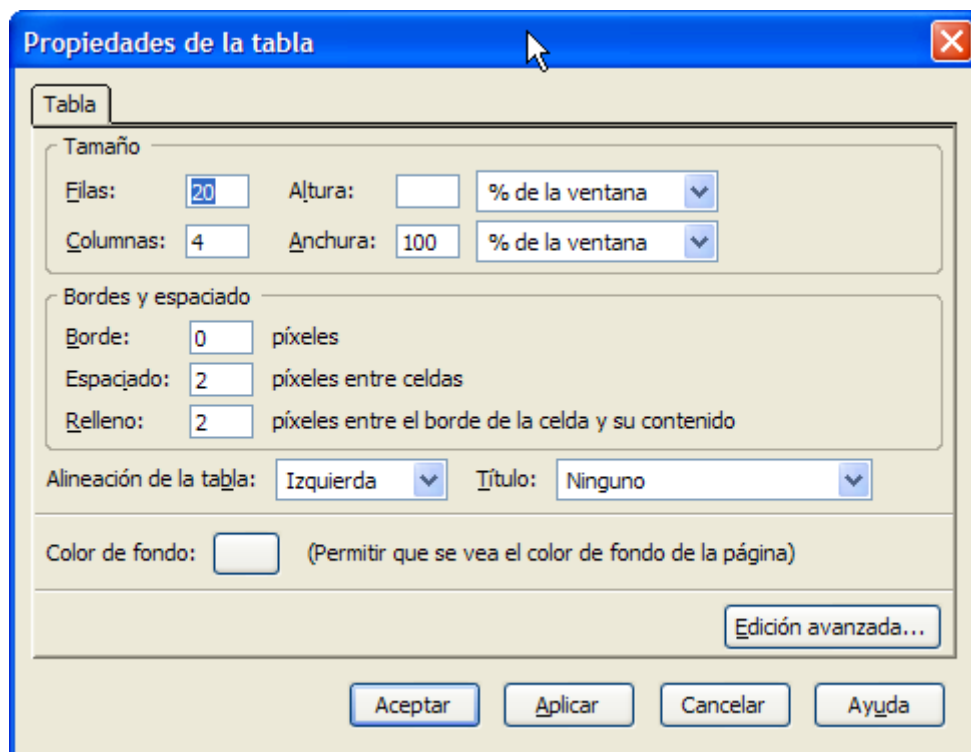 Propiedades de la tabla
Tabla
Tamaño
Filas: 20 Altura: % de la ventana
Columnas: 4 Anchura: 100 % de la ventana
Bordes y espaciado
Borde: 0 píxeles
Espaciado: 2 píxeles entre celdas
Relleno: 2 píxeles entre el borde de la celda y su contenido
Alineación de la tabla: Izquierda Título: Ninguno
Color de fondo: (Permitir que se vea el color de fondo de la página)
Edición avanzada...
Aceptar Aplicar Cancelar Ayuda